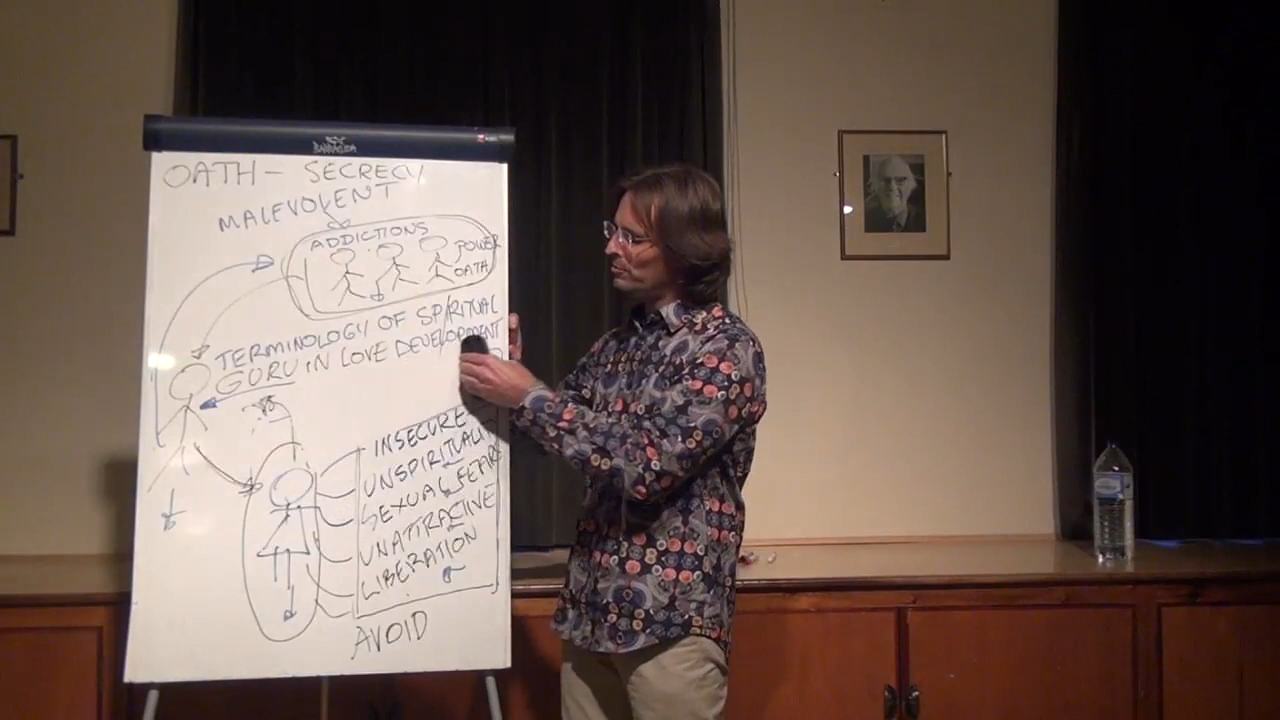 BARRACUDA
OATH - SECRECY
MALEVOLENT
ADDICTIONS
POWER
OATH
TERMINOLOGY OF SPIRITUAL
GURU IN LOVE DEVELOPMENT
INSECURE
UNSPIRITUAL
SEXUAL FEAR
UNATTRACTIVE
LIBERATION
AVOID